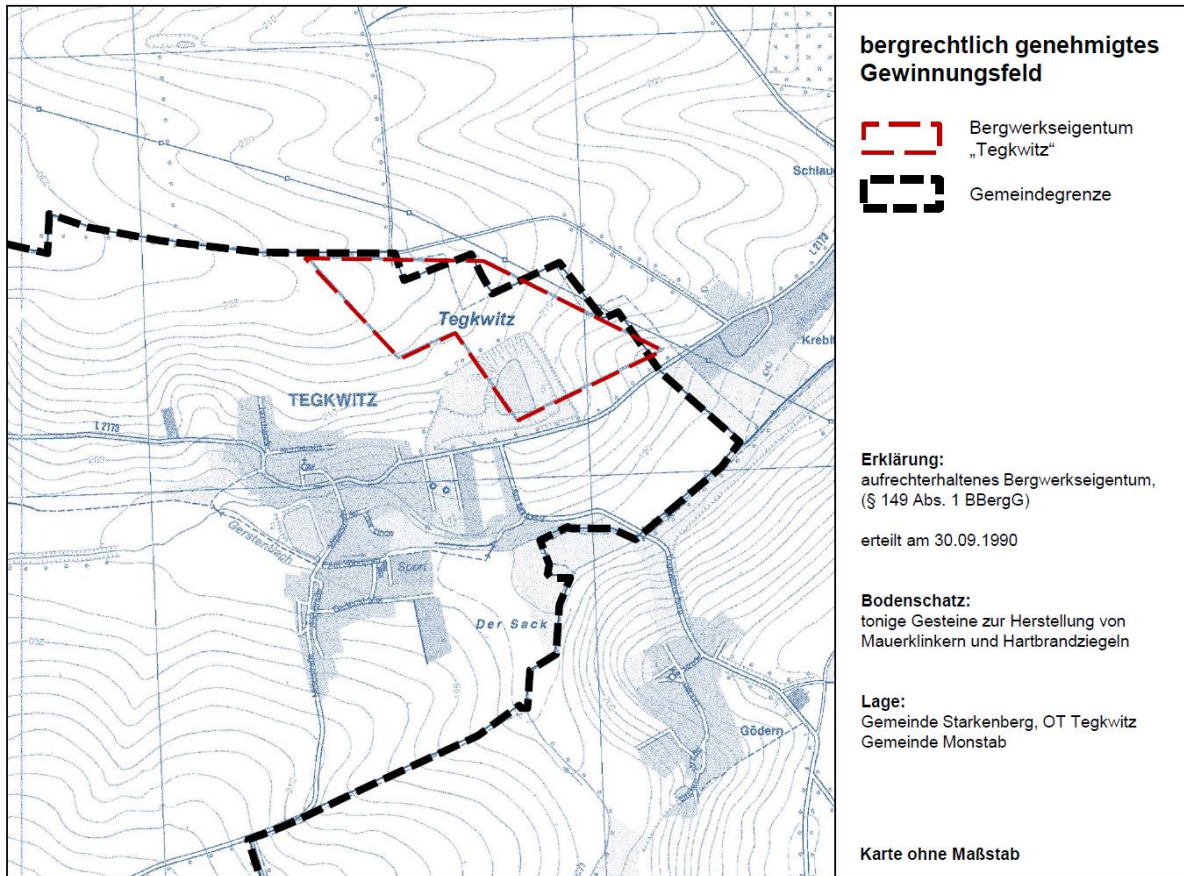 bergrechtlich genehmigtes
Gewinnungsfeld
Bergwerkseigentum
„Tegkwitz“
Gemeindegrenze
Erklärung:
aufrechterhaltenes Bergwerkseigentum,
(§ 149 Abs. 1 BBergG)
erteilt am 30.09.1990
Bodenschatz:
tonige Gesteine zur Herstellung von
Mauerklinkern und Hartbrandziegeln
Lage:
Gemeinde Starkenberg, OT Tegkwitz
Gemeinde Monstab
Karte ohne Maßstab
210
Schlau
L 2173
Tegkwitz
Krebit
TEGKWITZ
L 2173
Gerstenbach
Sport
Der Sack
Gödern